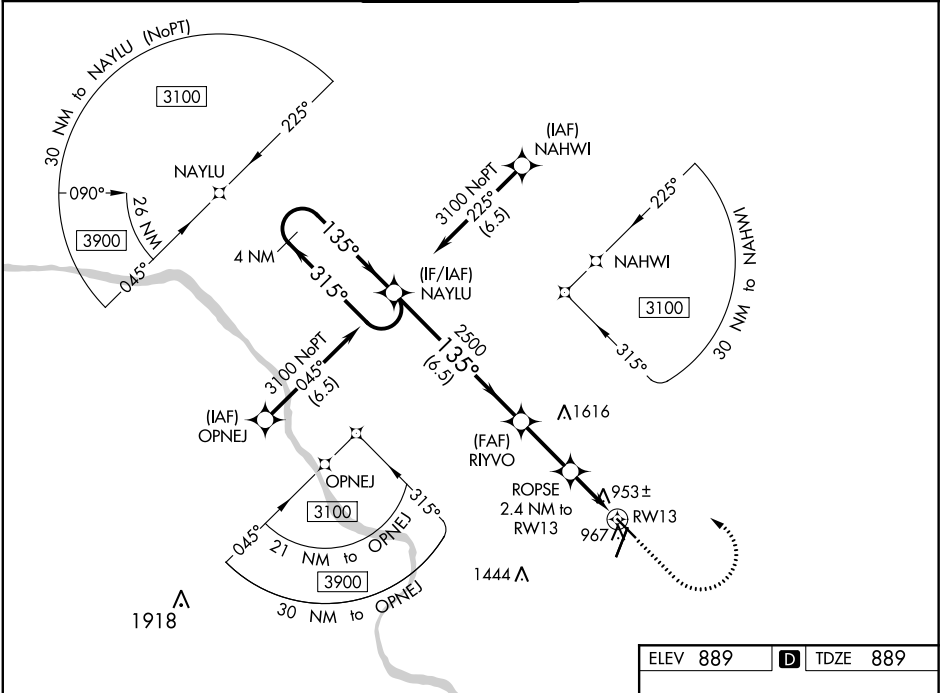 30 NM to NAYLU (NoPT)
3100
225°
NAYLU
090°
26 NM
3900
045°
(IAF)
NAHWI
3100 NoPT
225°
(6.5)
135°
4 NM
315°
(IF/IAF)
NAYLU
225°
NAHWI
3100
315°
30 NM to NAHWI
2500
135°
(6.5)
3100 NoPT
045°
(6.5)
(IAF)
OPNEJ
1616
(FAF)
RIYVO
ROPSE
2.4 NM to
RW13
953±
RW13
967
OPNEJ
3100
045°
315°
21 NM to OPNEJ
3900
30 NM to OPNEJ
1444
1918
ELEV 889 D TDZE 889